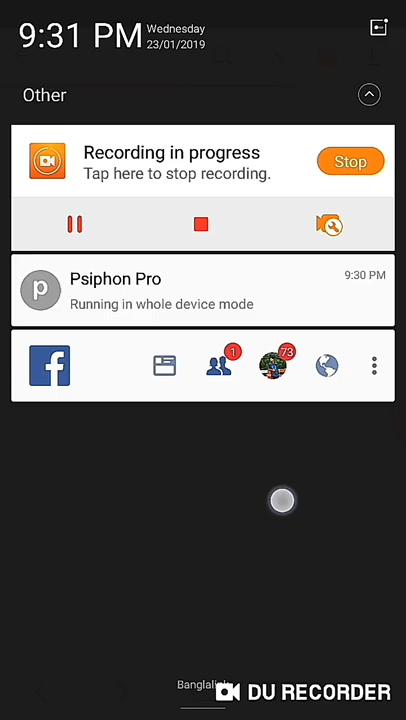 9:31 PM
Wednesday
23/01/2019
Other
Recording in progress
Stop
Tap here to stop recording.
Psiphon Pro
9:30 PM
Running in whole device mode
1
73
DU RECORDER